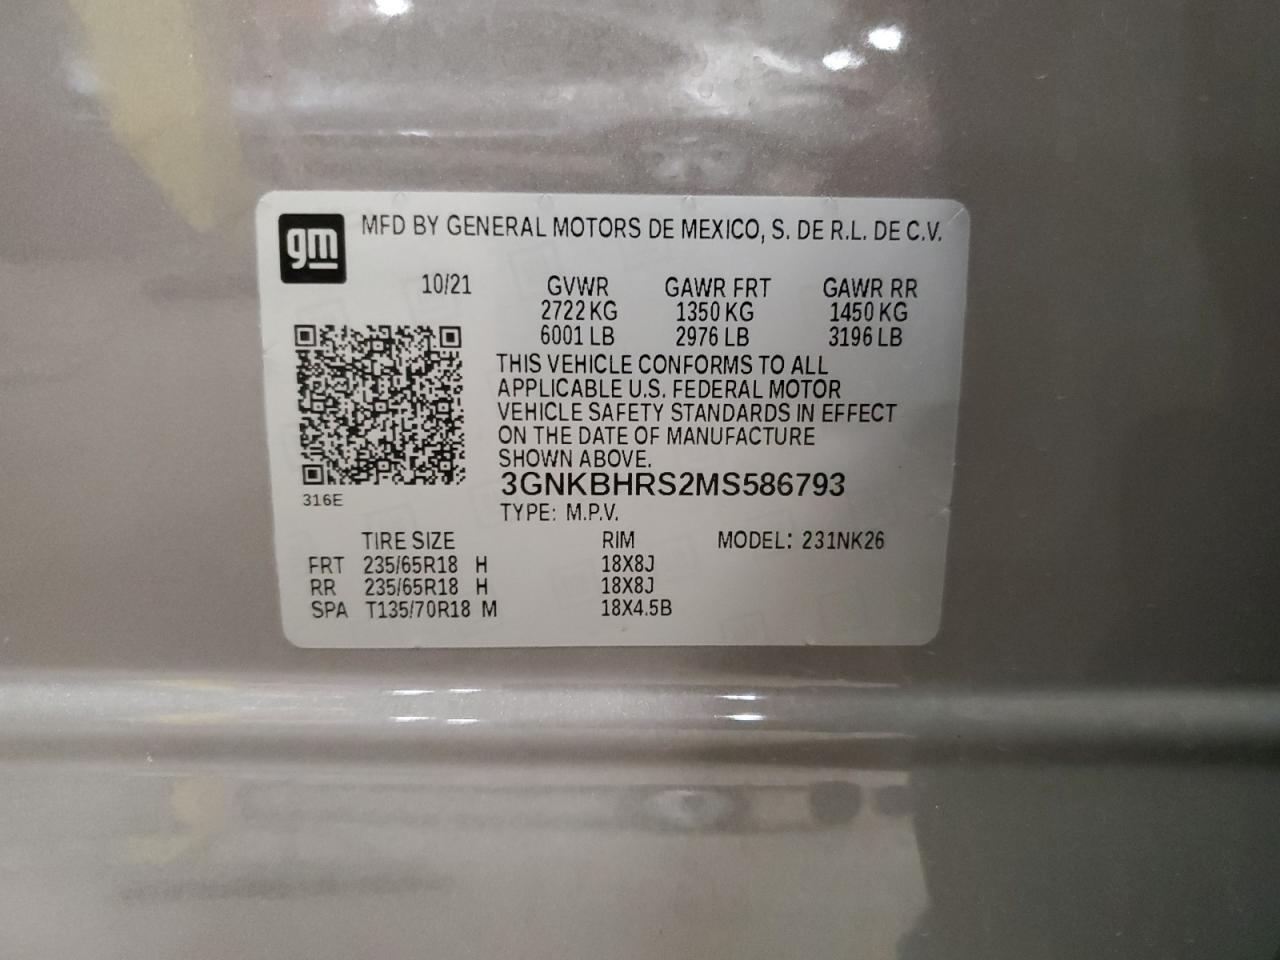 gm
MFD BY GENERAL MOTORS DE MEXICO, S. DE R.L. DE C.V.
10/21 GVWR GAWR FRT GAWR RR
2722 KG 1350 KG 1450 KG
6001 LB 2976 LB 3196 LB
THIS VEHICLE CONFORMS TO ALL
APPLICABLE U.S. FEDERAL MOTOR
VEHICLE SAFETY STANDARDS IN EFFECT
ON THE DATE OF MANUFACTURE
SHOWN ABOVE.
3GNKBHRS2MS586793
316E
TYPE: M.P.V.
TIRE SIZE RIM MODEL: 231NK26
FRT 235/65R18 H 18X8J
RR 235/65R18 H 18X8J
SPA T135/70R18 M 18X4.5B